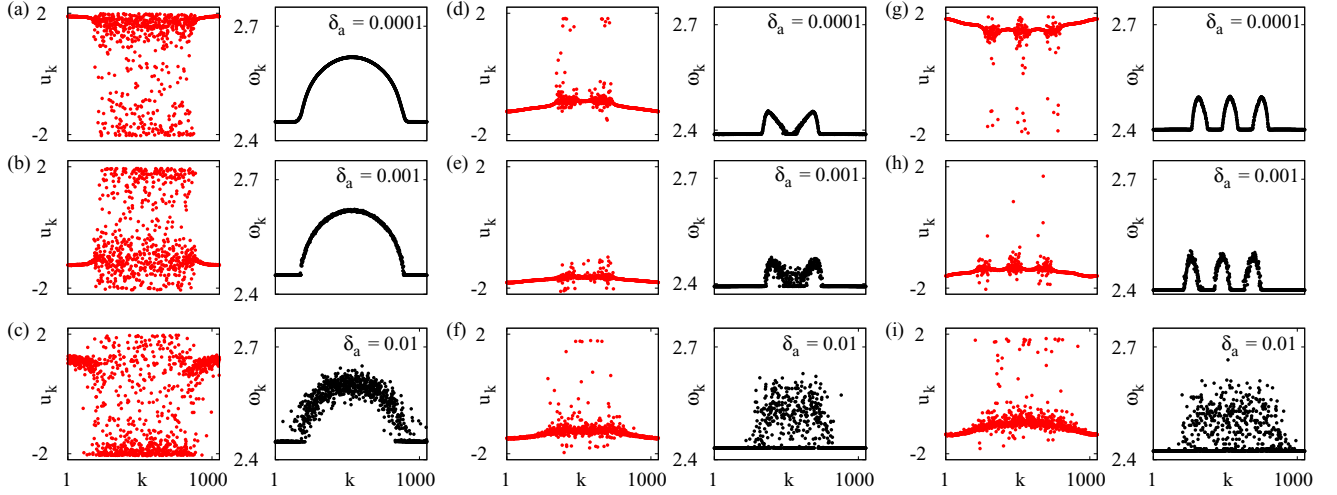 (a) 2 u_k -2 2.7 ω_k 2.4 δ_a = 0.0001
(d) 2 u_k -2 2.7 ω_k 2.4 δ_a = 0.0001
(g) 2 u_k -2 2.7 ω_k 2.4 δ_a = 0.0001
(b) 2 u_k -2 2.7 ω_k 2.4 δ_a = 0.001
(e) 2 u_k -2 2.7 ω_k 2.4 δ_a = 0.001
(h) 2 u_k -2 2.7 ω_k 2.4 δ_a = 0.001
(c) 2 u_k -2 2.7 ω_k 2.4 δ_a = 0.01
(f) 2 u_k -2 2.7 ω_k 2.4 δ_a = 0.01
(i) 2 u_k -2 2.7 ω_k 2.4 δ_a = 0.01
1 k 1000 1 k 1000 1 k 1000 1 k 1000 1 k 1000 1 k 1000